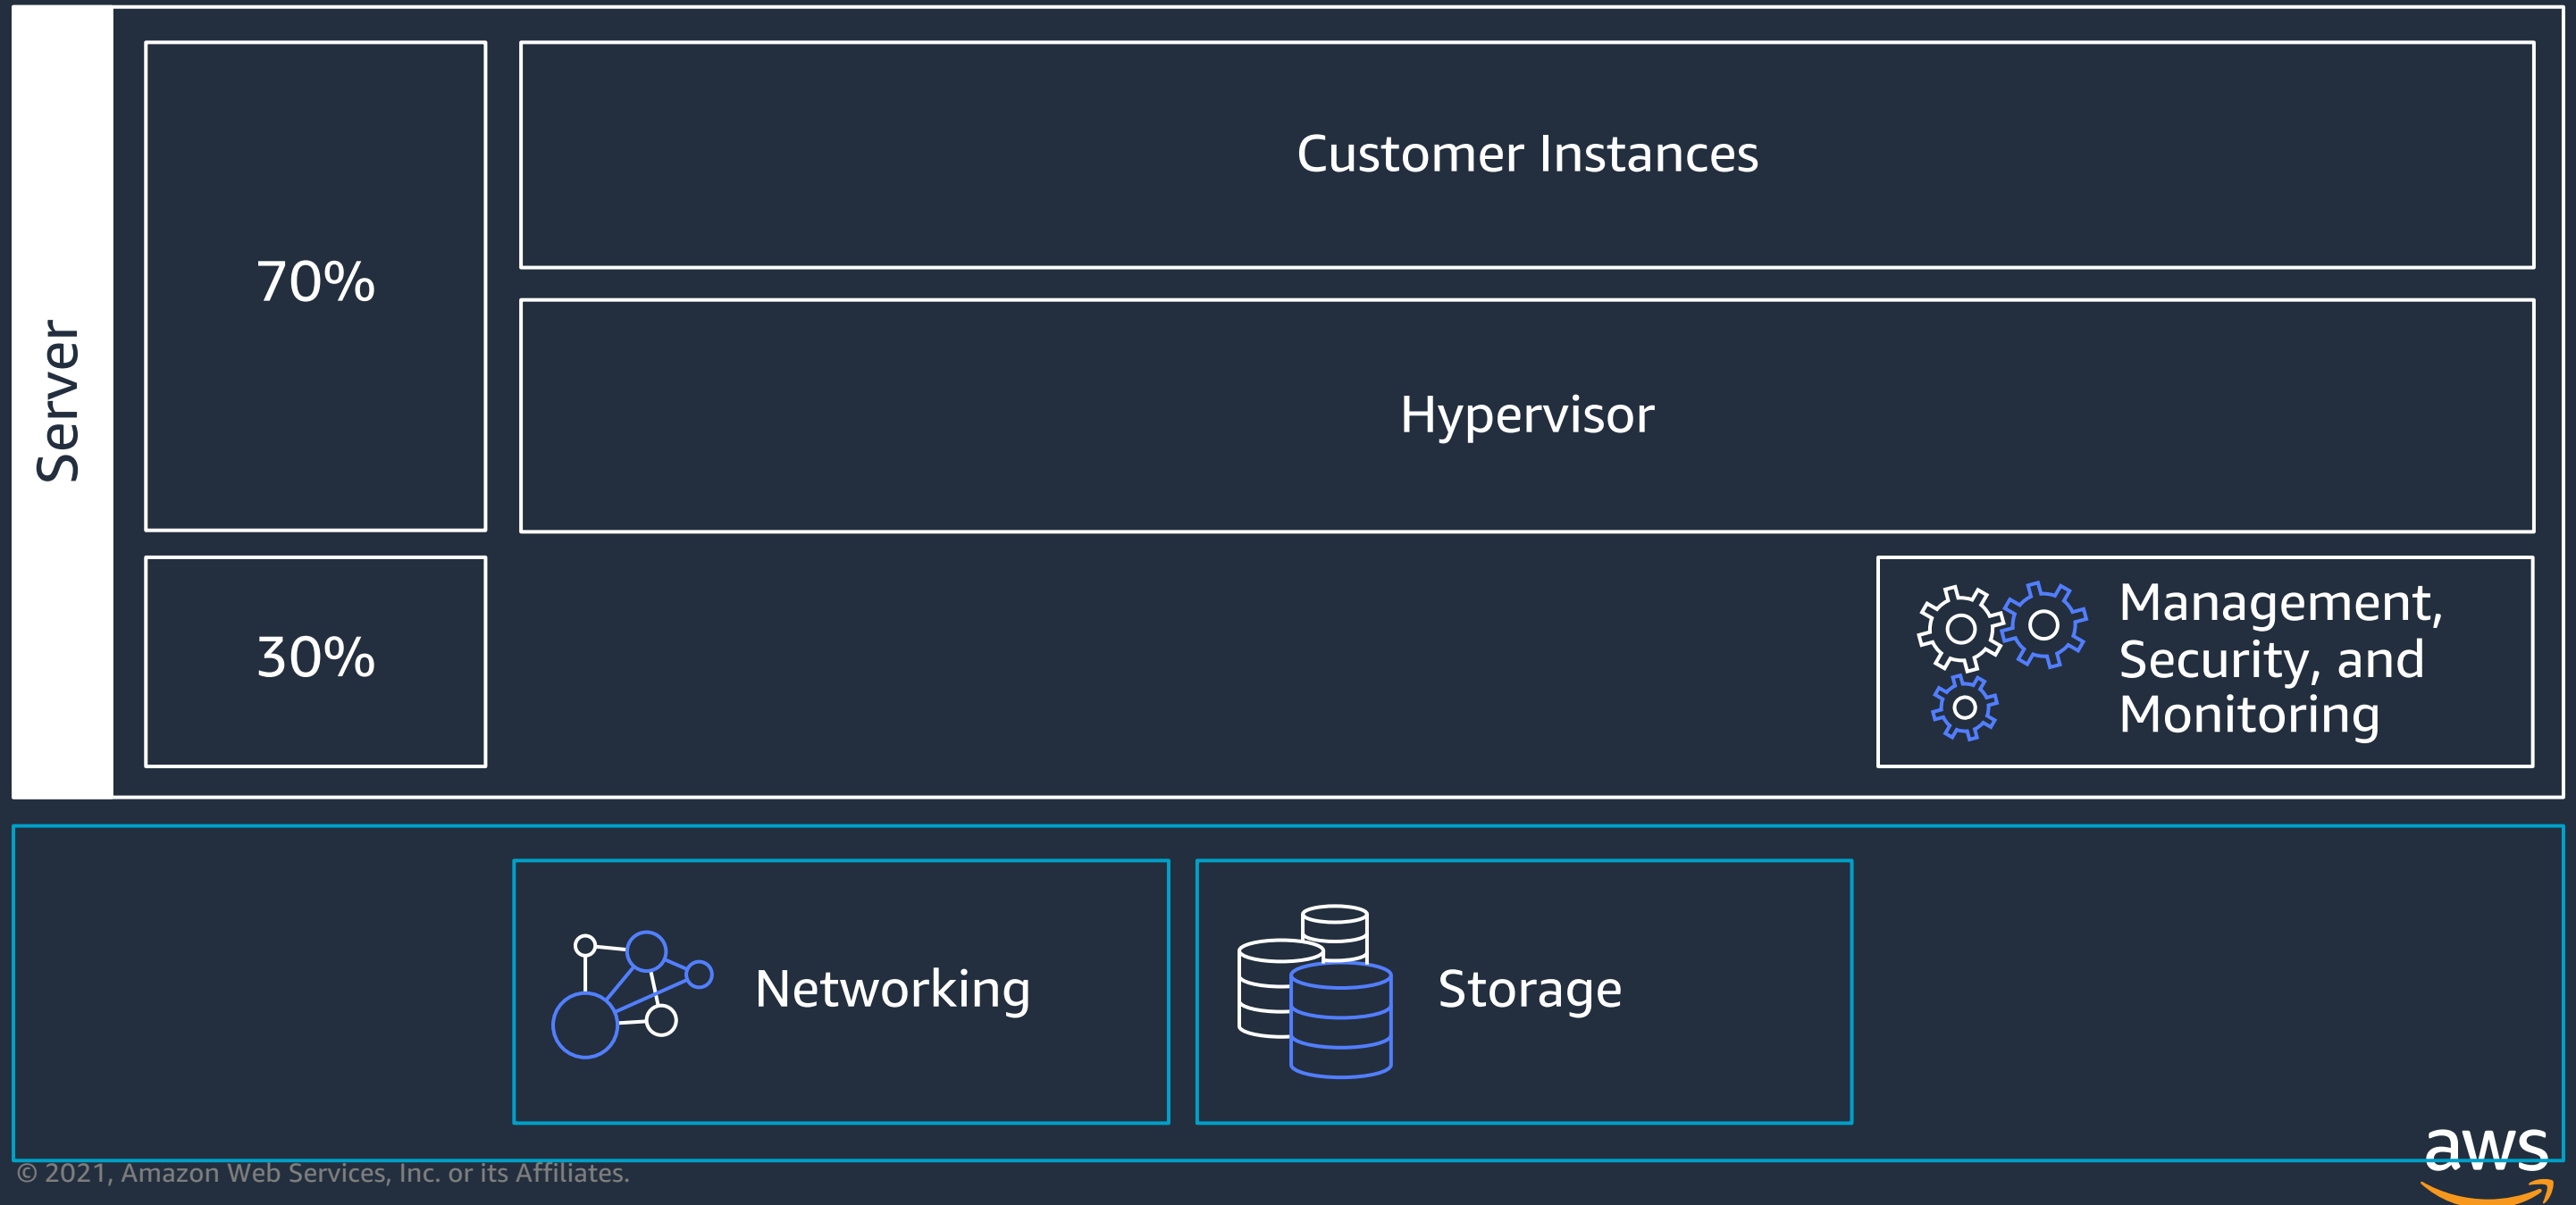 Server
70%
Customer Instances
Hypervisor
30%
Management,
Security, and
Monitoring
Networking
Storage
© 2021, Amazon Web Services, Inc. or its Affiliates.
aws